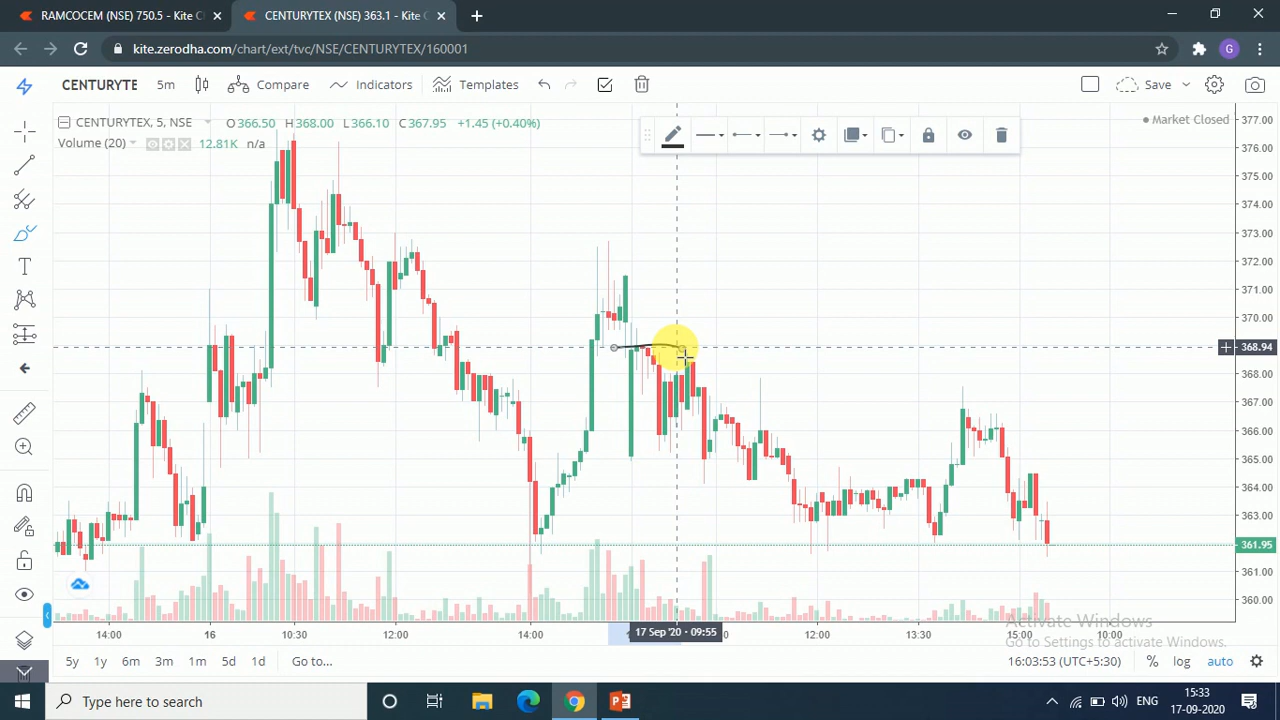 RAMCOCEM (NSE) 750.5 - Kite C
CENTURYTEX (NSE) 363.1 - Kite C
kite.zerodha.com/chart/ext/tvc/NSE/CENTURYTEX/160001
G
CENTURYTE 5m Compare Indicators Templates Save
CENTURYTEX, 5, NSE O366.50 H368.00 L366.10 C367.95 +1.45 (+0.40%)
Volume (20) 12.81K n/a
Market Closed
377.00
376.00
375.00
374.00
373.00
372.00
371.00
370.00
368.94
368.00
367.00
366.00
365.00
364.00
363.00
361.95
361.00
360.00
14:00 16 10:30 12:00 14:00 17 Sep '20 - 09:55 12:00 13:30 15:00 10:00
Activate Windows
Go to Settings to activate Windows.
5y 1y 6m 3m 1m 5d 1d Go to... 16:03:53 (UTC+5:30) % log auto
Type here to search
ENG
15:33
17-09-2020